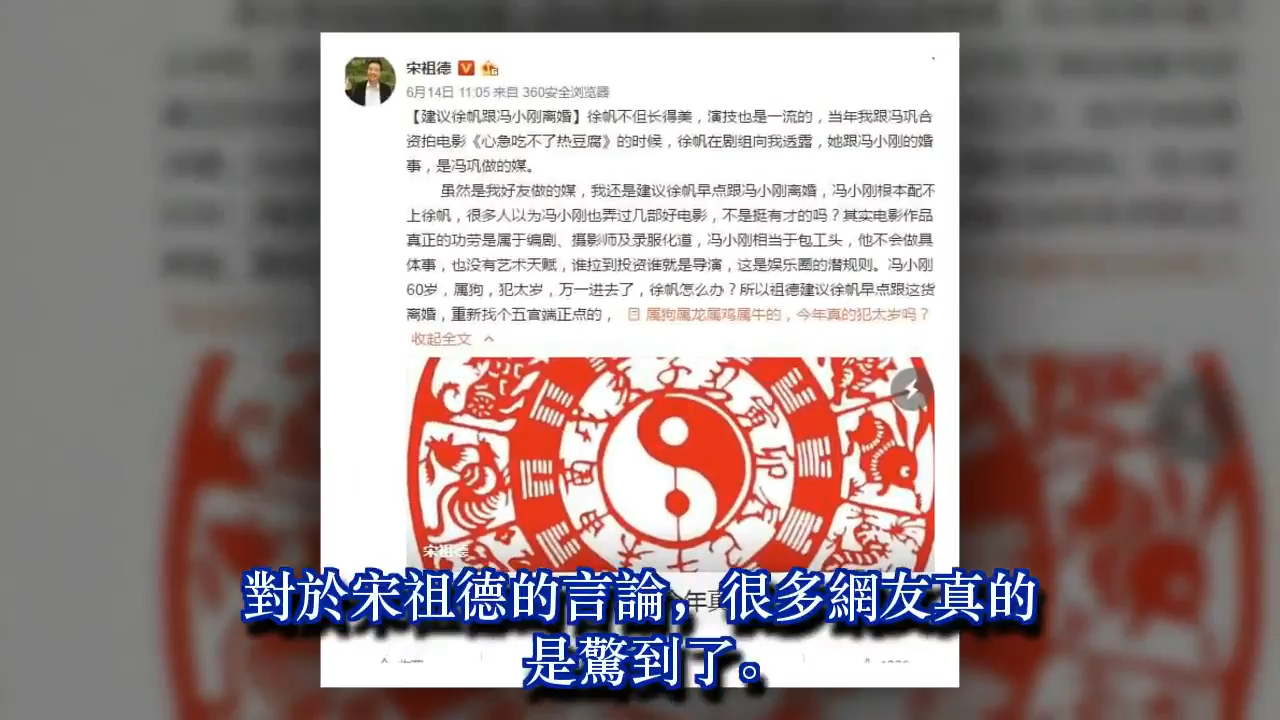 宋祖德
6月14日 11:05 来自 360安全浏览器
【建议徐帆跟冯小刚离婚】徐帆不但长得美，演技也是一流的，当年我跟冯巩合
资拍电影《心急吃不了热豆腐》的时候，徐帆在剧组向我透露，她跟冯小刚的婚
事，是冯巩做的媒。
虽然是我好友做的媒，我还是建议徐帆早点跟冯小刚离婚，冯小刚根本配不
上徐帆，很多人以为冯小刚也弄过几部好电影，不是挺有才的吗？其实电影作品
真正的功劳是属于编剧、摄影师及录服化道，冯小刚相当于包工头，他不会做具
体事，也没有艺术天赋，谁拉到投资谁就是导演，这是娱乐圈的潜规则。冯小刚
60岁，属狗，犯太岁，万一进去了，徐帆怎么办？所以祖德建议徐帆早点跟这货
离婚，重新找个五官端正点的， 属狗属龙属鸡属牛的，今年真的犯太岁吗？
收起全文
宋祖德
對於宋祖德的言論，很多網友真的
是驚到了。